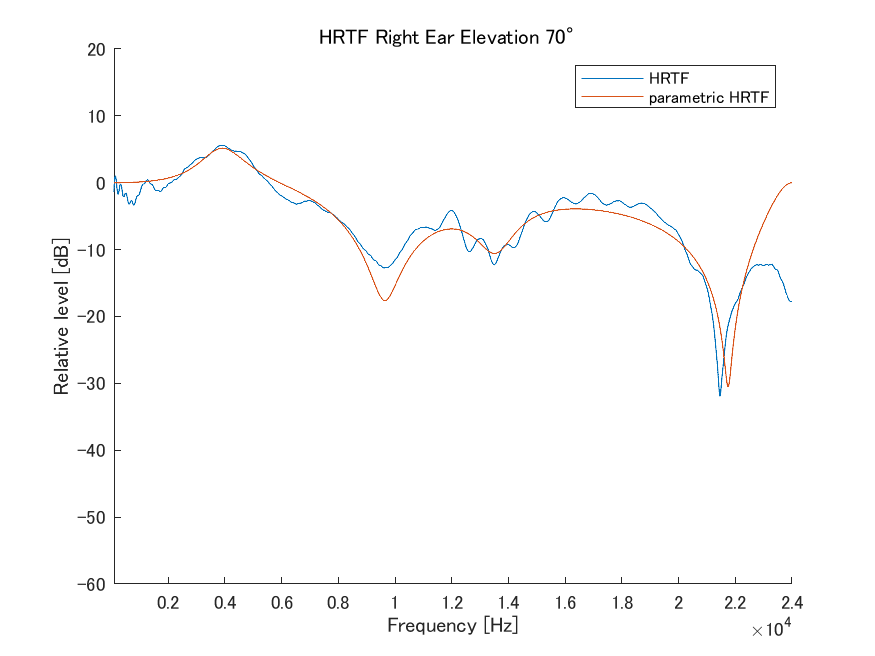 HRTF Right Ear Elevation 70°
HRTF
parametric HRTF
20
10
0
-10
-20
-30
-40
-50
-60
Relative level [dB]
0.2 0.4 0.6 0.8 1 1.2 1.4 1.6 1.8 2 2.2 2.4
×10⁴
Frequency [Hz]